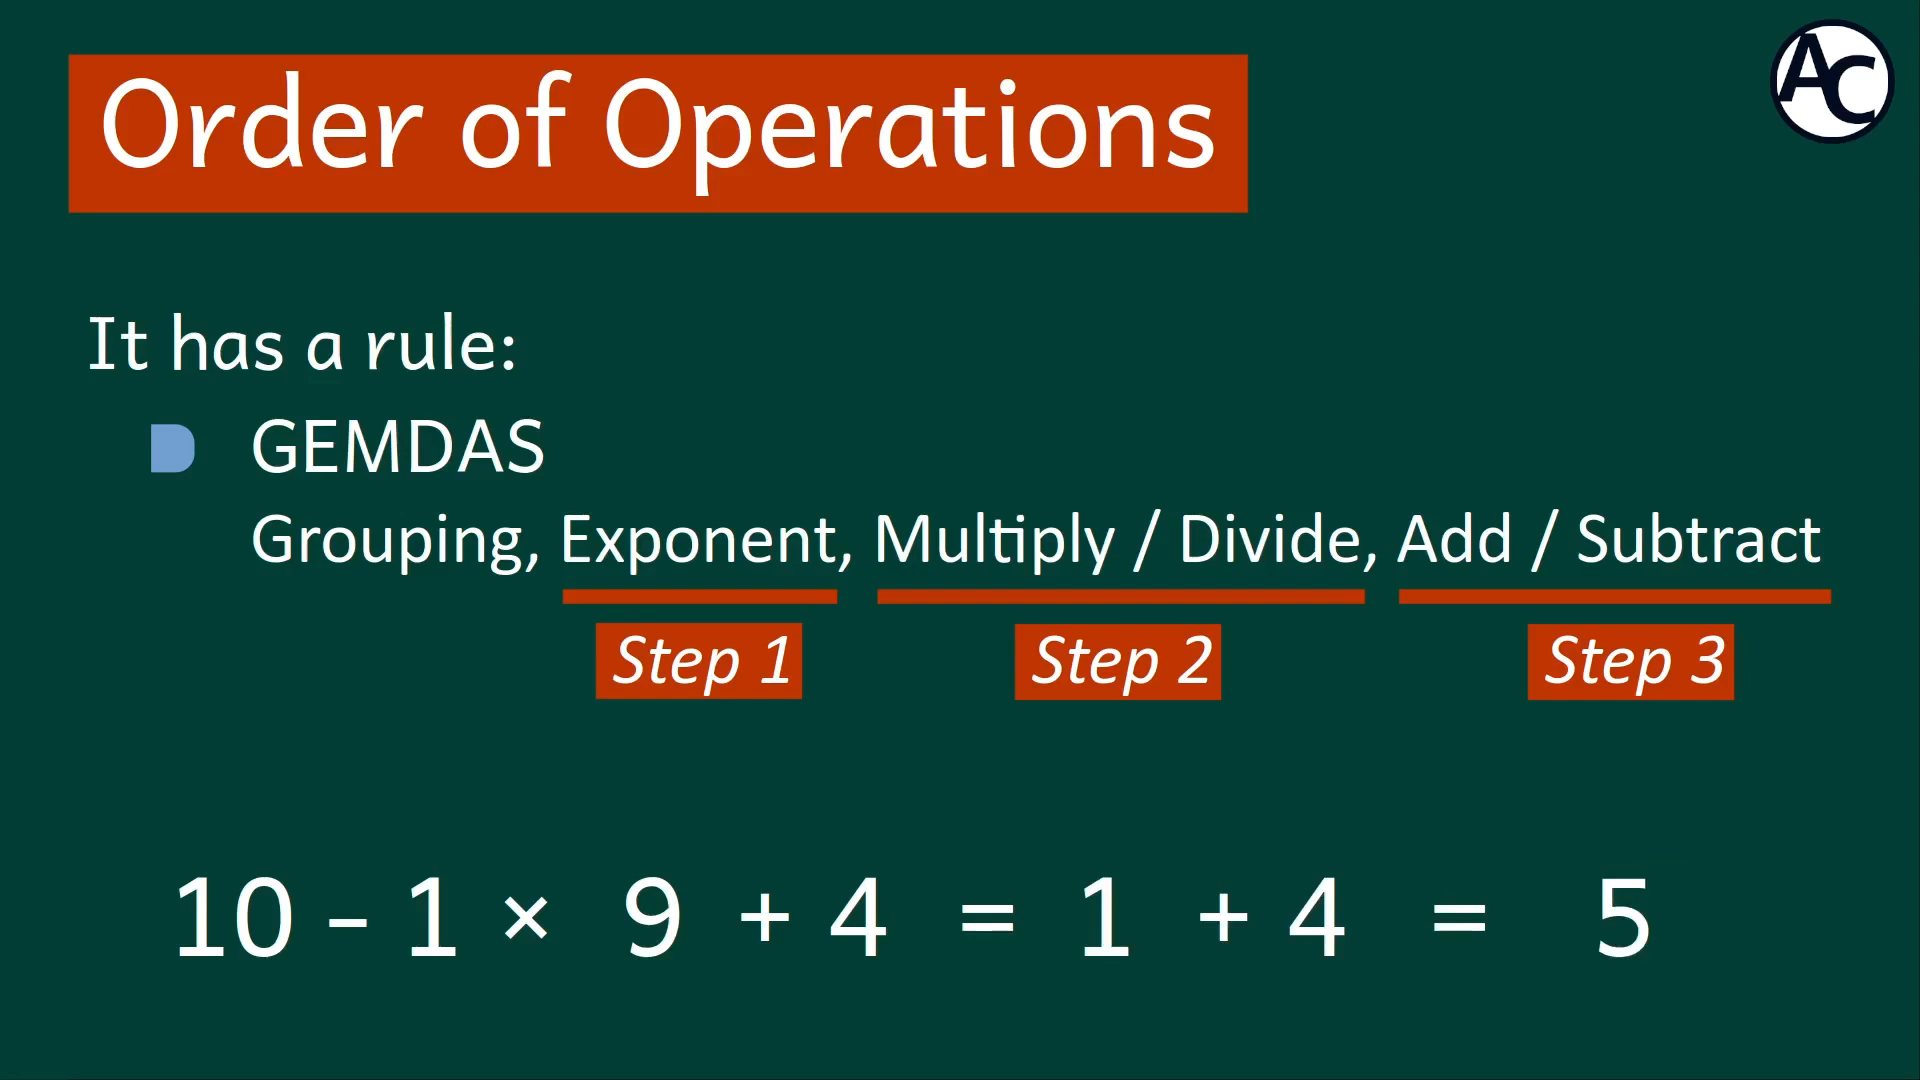 AC
Order of Operations
It has a rule:
GEMDAS
Grouping, Exponent, Multiply / Divide, Add / Subtract
Step 1 Step 2 Step 3
10 - 1 × 9 + 4 = 1 + 4 = 5